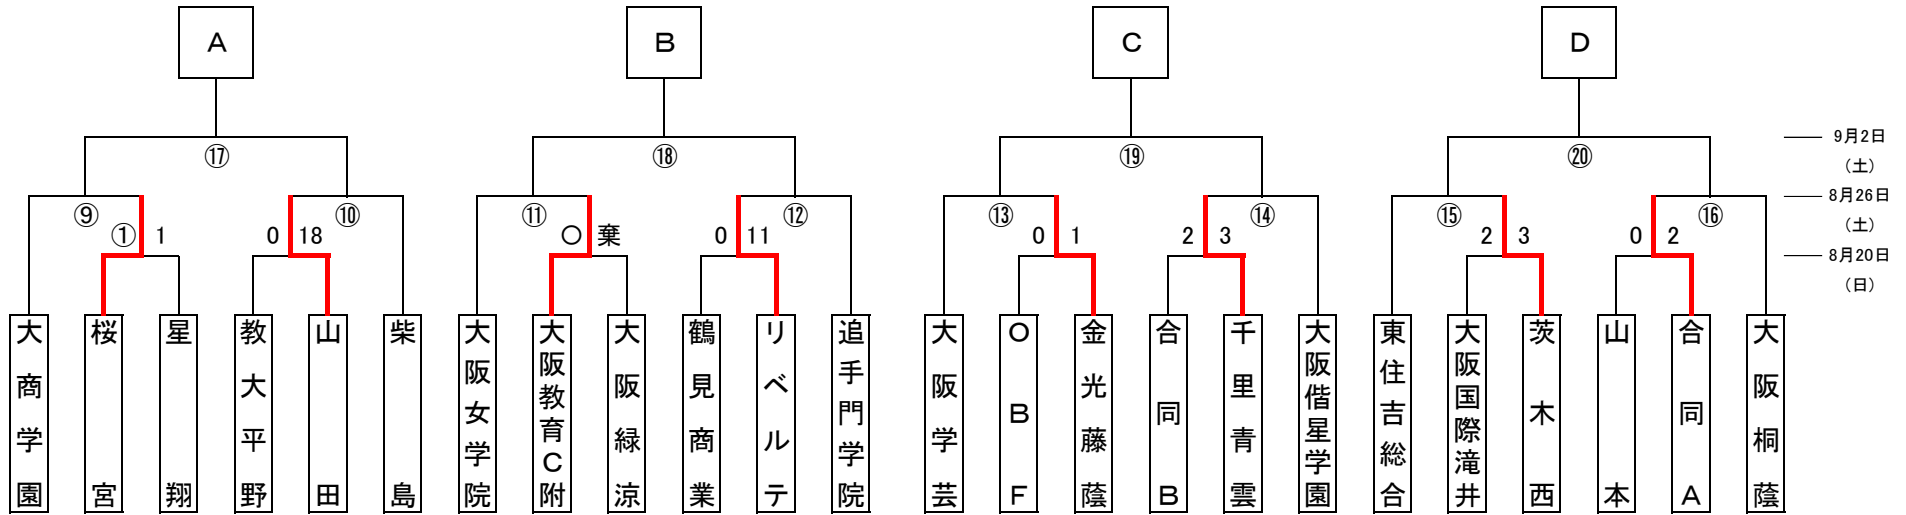 A
B
C
D
⑰
⑱
⑲
⑳
9月2日
（土）
8月26日
（土）
8月20日
（日）
⑨
⑩
⑪
⑫
⑬
⑭
⑮
⑯
① 1
0 18
○ 棄
0 11
0 1
2 3
2 3
0 2
大商学園
桜宮
星翔
教大平野
山田
柴島
大阪女学院
大阪教育C附
大阪緑涼
鶴見商業
リベルテ
追手門学院
大阪学芸
OBF
金光藤蔭
合同B
千里青雲
大阪偕星学園
東住吉総合
大阪国際滝井
茨木西
山本
合同A
大阪桐蔭